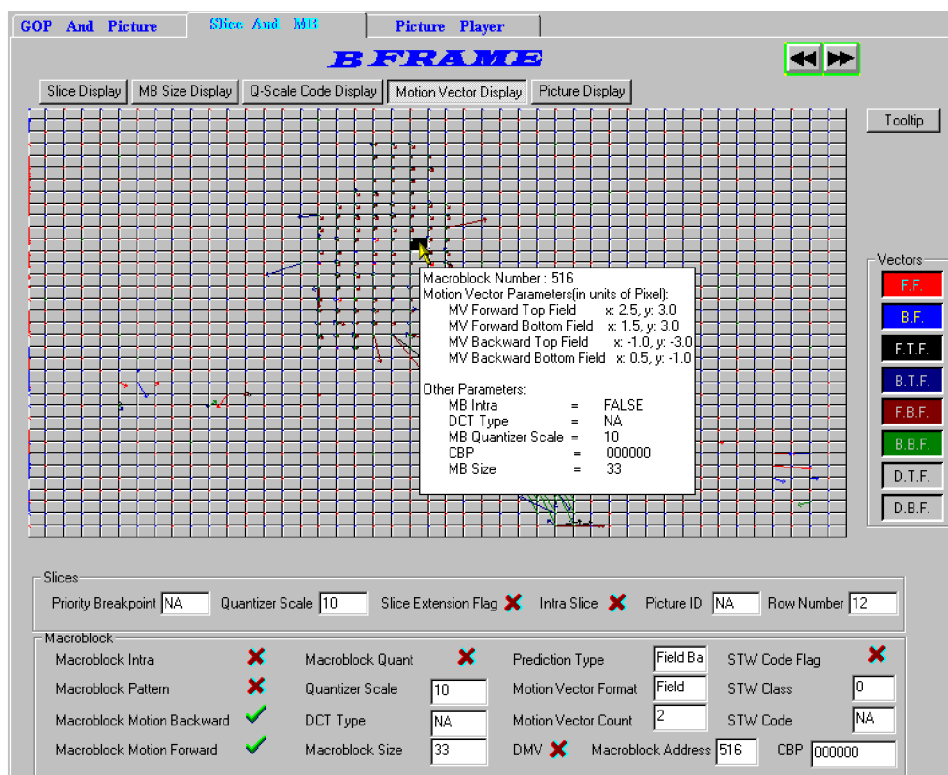 GOP And Picture Slice And MB Picture Player
B FRAME
Slice Display MB Size Display Q-Scale Code Display Motion Vector Display Picture Display
Tooltip
Macroblock Number : 516
Motion Vector Parameters(in units of Pixel):
MV Forward Top Field x: 2.5, y: 3.0
MV Forward Bottom Field x: 1.5, y: 3.0
MV Backward Top Field x: -1.0, y: -3.0
MV Backward Bottom Field x: 0.5, y: -1.0
Other Parameters:
MB Intra = FALSE
DCT Type = NA
MB Quantizer Scale = 10
CBP = 000000
MB Size = 33
Vectors
F.F.
B.F.
F.T.F.
B.T.F.
F.B.F.
B.B.F.
D.T.F.
D.B.F.
Slices
Priority Breakpoint NA Quantizer Scale 10 Slice Extension Flag Intra Slice Picture ID NA Row Number 12
Macroblock
Macroblock Intra Macroblock Quant Prediction Type Field Ba STW Code Flag
Macroblock Pattern Quantizer Scale 10 Motion Vector Format Field STW Class 0
Macroblock Motion Backward DCT Type NA Motion Vector Count 2 STW Code NA
Macroblock Motion Forward Macroblock Size 33 DMV Macroblock Address 516 CBP 000000